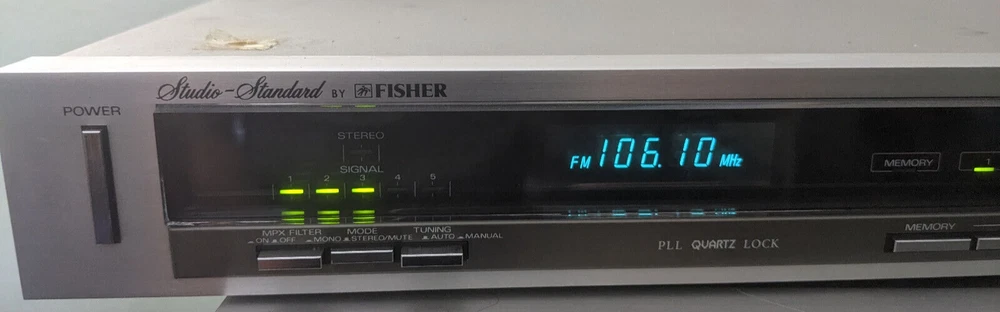 Studio-Standard BY FISHER
POWER
STEREO
SIGNAL
1 2 3 4 5
FM 106.10 MHz
MEMORY
1
MPX FILTER
ON OFF
MODE
MONO STEREO/MUTE
TUNING
AUTO MANUAL
PLL QUARTZ LOCK
MEMORY